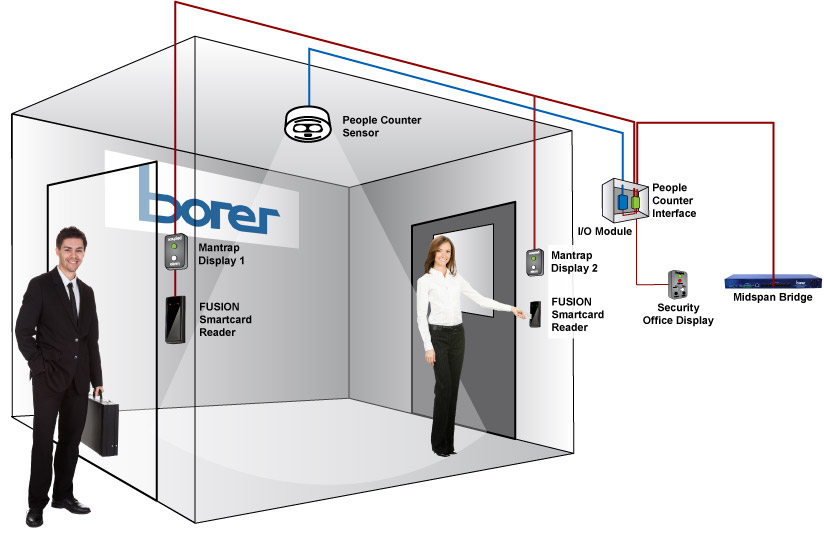 People Counter
Sensor
borer
Mantrap
Display 1
FUSION
Smartcard
Reader
Mantrap
Display 2
FUSION
Smartcard
Reader
People
Counter
Interface
I/O Module
Security
Office Display
borer
Midspan Bridge